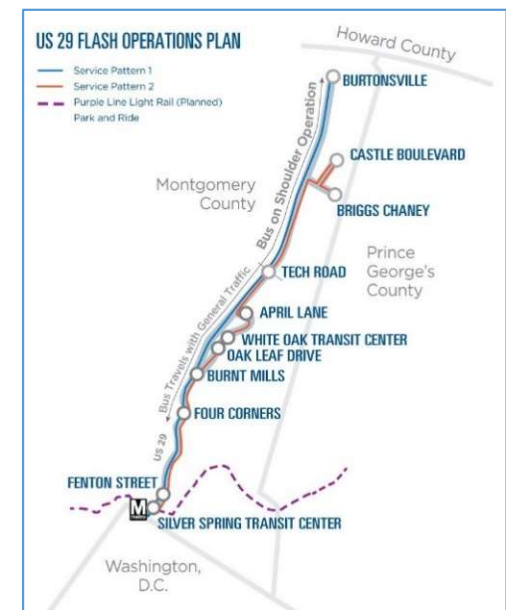 US 29 FLASH OPERATIONS PLAN
Service Pattern 1
Service Pattern 2
Purple Line Light Rail (Planned)
Park and Ride
Howard County
BURTONSVILLE
Bus on Shoulder Operation
CASTLE BOULEVARD
Montgomery
County
BRIGGS CHANEY
Prince
George's
County
TECH ROAD
Bus Travels with General Traffic
APRIL LANE
WHITE OAK TRANSIT CENTER
OAK LEAF DRIVE
BURNT MILLS
FOUR CORNERS
US 29
FENTON STREET
M
SILVER SPRING TRANSIT CENTER
Washington,
D.C.